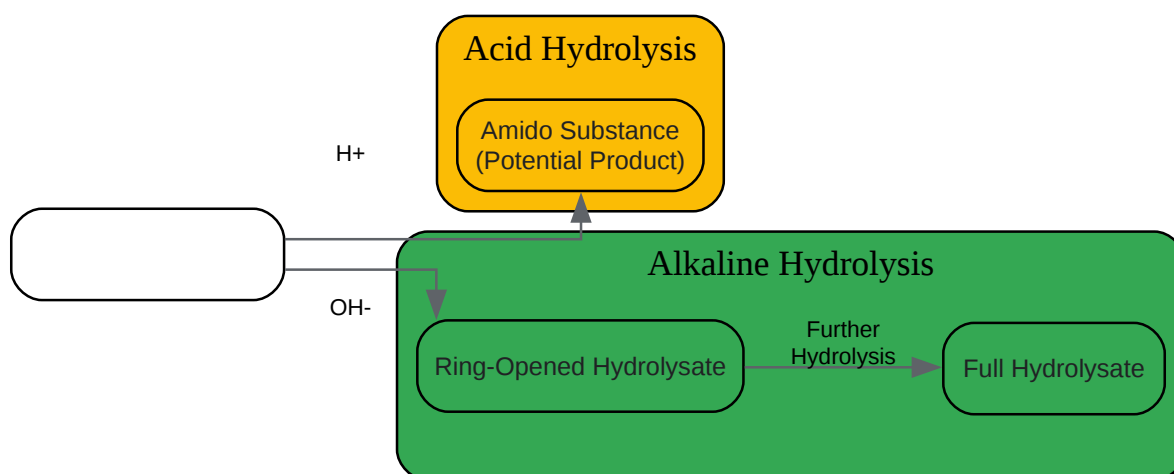 Acid Hydrolysis
Amido Substance
(Potential Product)
H+
Alkaline Hydrolysis
OH-
Ring-Opened Hydrolysate
Further
Hydrolysis
Full Hydrolysate